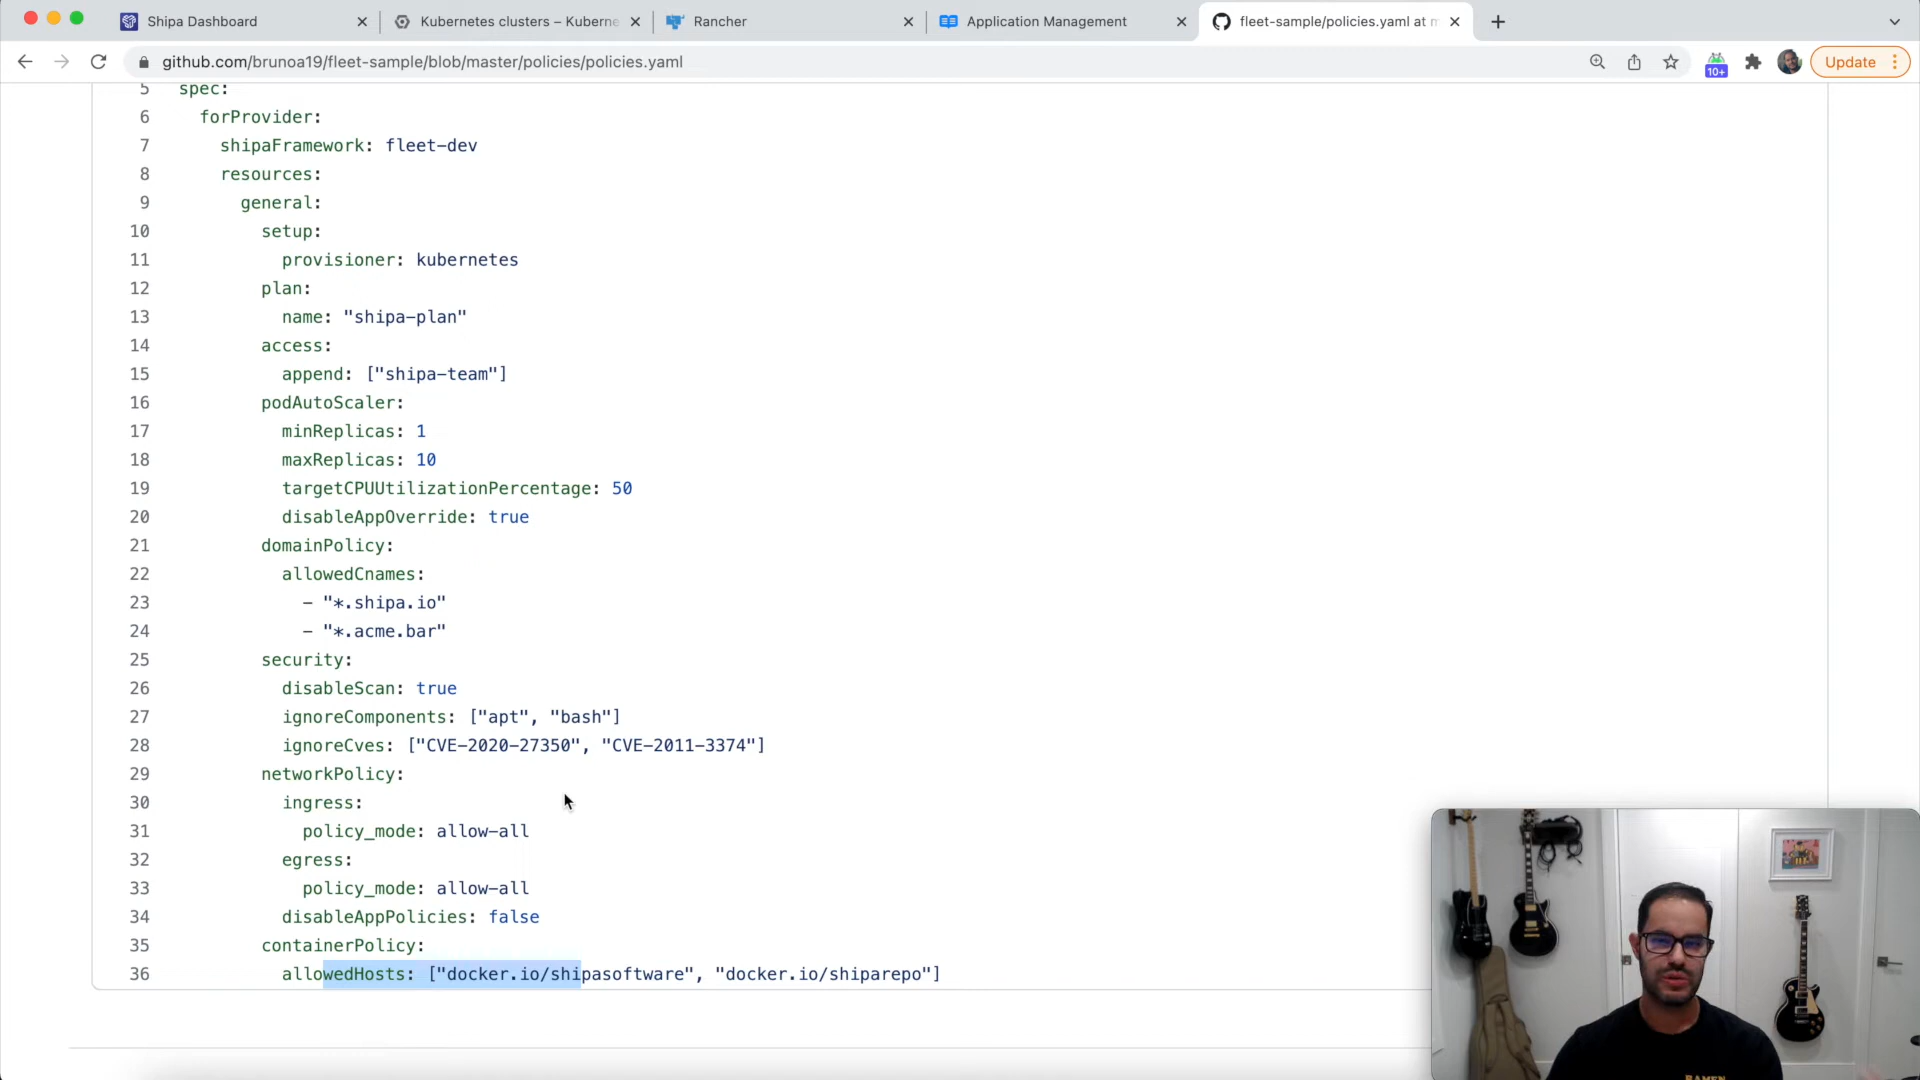 Shipa Dashboard
Kubernetes clusters – Kuberne
Rancher
Application Management
fleet-sample/policies.yaml at m
github.com/brunoa19/fleet-sample/blob/master/policies/policies.yaml
10+
Update
5 spec:
6 forProvider:
7 shipaFramework: fleet-dev
8 resources:
9 general:
10 setup:
11 provisioner: kubernetes
12 plan:
13 name: "shipa-plan"
14 access:
15 append: ["shipa-team"]
16 podAutoScaler:
17 minReplicas: 1
18 maxReplicas: 10
19 targetCPUUtilizationPercentage: 50
20 disableAppOverride: true
21 domainPolicy:
22 allowedCnames:
23 - "*.shipa.io"
24 - "*.acme.bar"
25 security:
26 disableScan: true
27 ignoreComponents: ["apt", "bash"]
28 ignoreCves: ["CVE-2020-27350", "CVE-2011-3374"]
29 networkPolicy:
30 ingress:
31 policy_mode: allow-all
32 egress:
33 policy_mode: allow-all
34 disableAppPolicies: false
35 containerPolicy:
36 allowedHosts: ["docker.io/shipasoftware", "docker.io/shiparepo"]
RAMEN